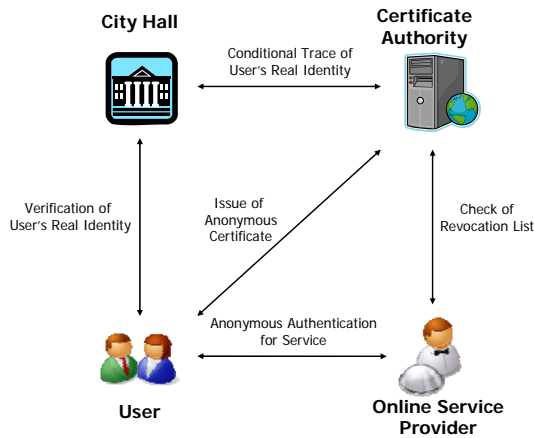 City Hall
Certificate
Authority
Conditional Trace of
User's Real Identity
Verification of
User's Real Identity
Issue of
Anonymous
Certificate
Check of
Revocation List
Anonymous Authentication
for Service
User
Online Service
Provider